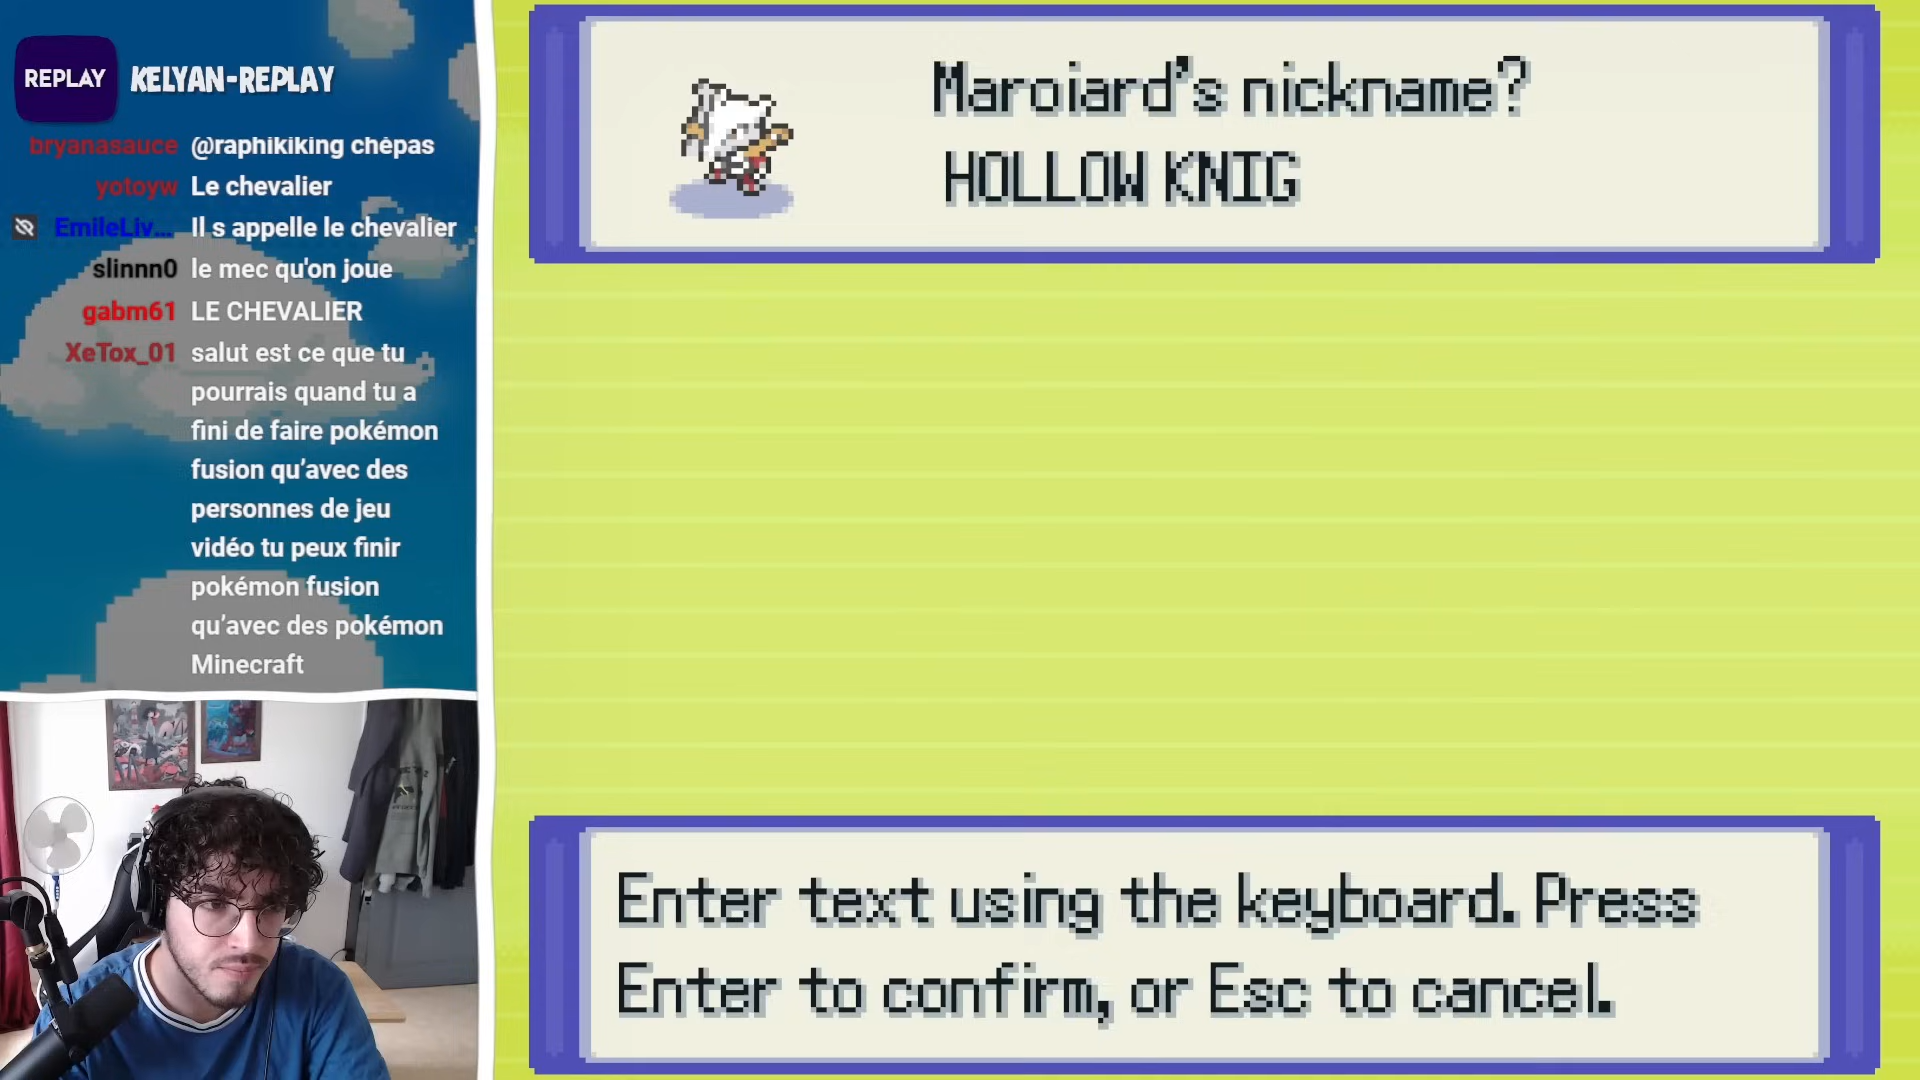 REPLAY KELYAN-REPLAY
bryanasauce @raphikiking chépas
yotoyw Le chevalier
EmileLiv... Il s appelle le chevalier
slinnn0 le mec qu'on joue
gabm61 LE CHEVALIER
XeTox_01 salut est ce que tu
pourrais quand tu a
fini de faire pokémon
fusion qu’avec des
personnes de jeu
vidéo tu peux finir
pokémon fusion
qu’avec des pokémon
Minecraft
Maroiard's nickname?
HOLLOW KNIG
Enter text using the keyboard. Press
Enter to confirm, or Esc to cancel.